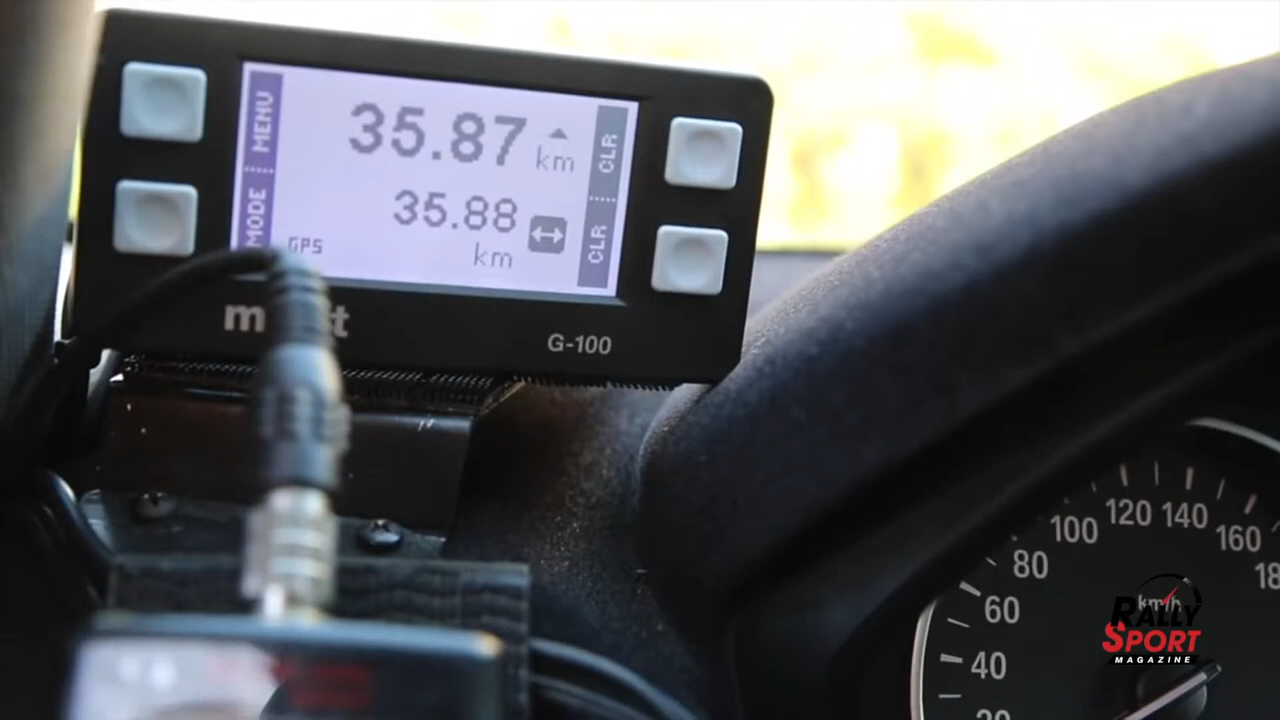 MENU
35.87
km
CLR
MODE
35.88
km
CLR
GPS
G-100
120 140
100
160
80
60
km/h
40
RALLY
SPORT
MAGAZINE